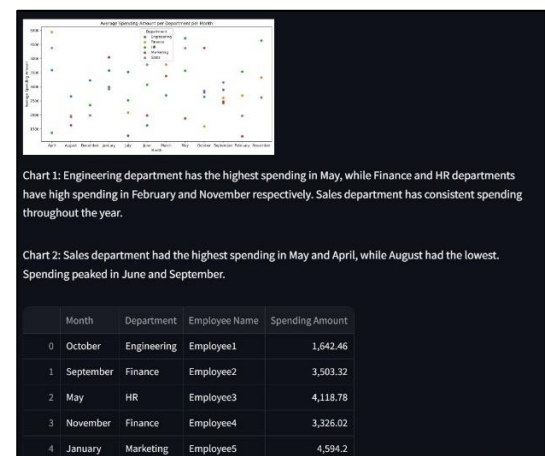 Average Spending Amount per Department per Month
Department
Engineering
Finance
HR
Marketing
Sales
Average Spending Amount
April August December January July June March May October September February November
Month
Chart 1: Engineering department has the highest spending in May, while Finance and HR departments
have high spending in February and November respectively. Sales department has consistent spending
throughout the year.
Chart 2: Sales department had the highest spending in May and April, while August had the lowest.
Spending peaked in June and September.
Month Department Employee Name Spending Amount
0 October Engineering Employee1 1,642.46
1 September Finance Employee2 3,503.32
2 May HR Employee3 4,118.78
3 November Finance Employee4 3,326.02
4 January Marketing Employee5 4,594.2